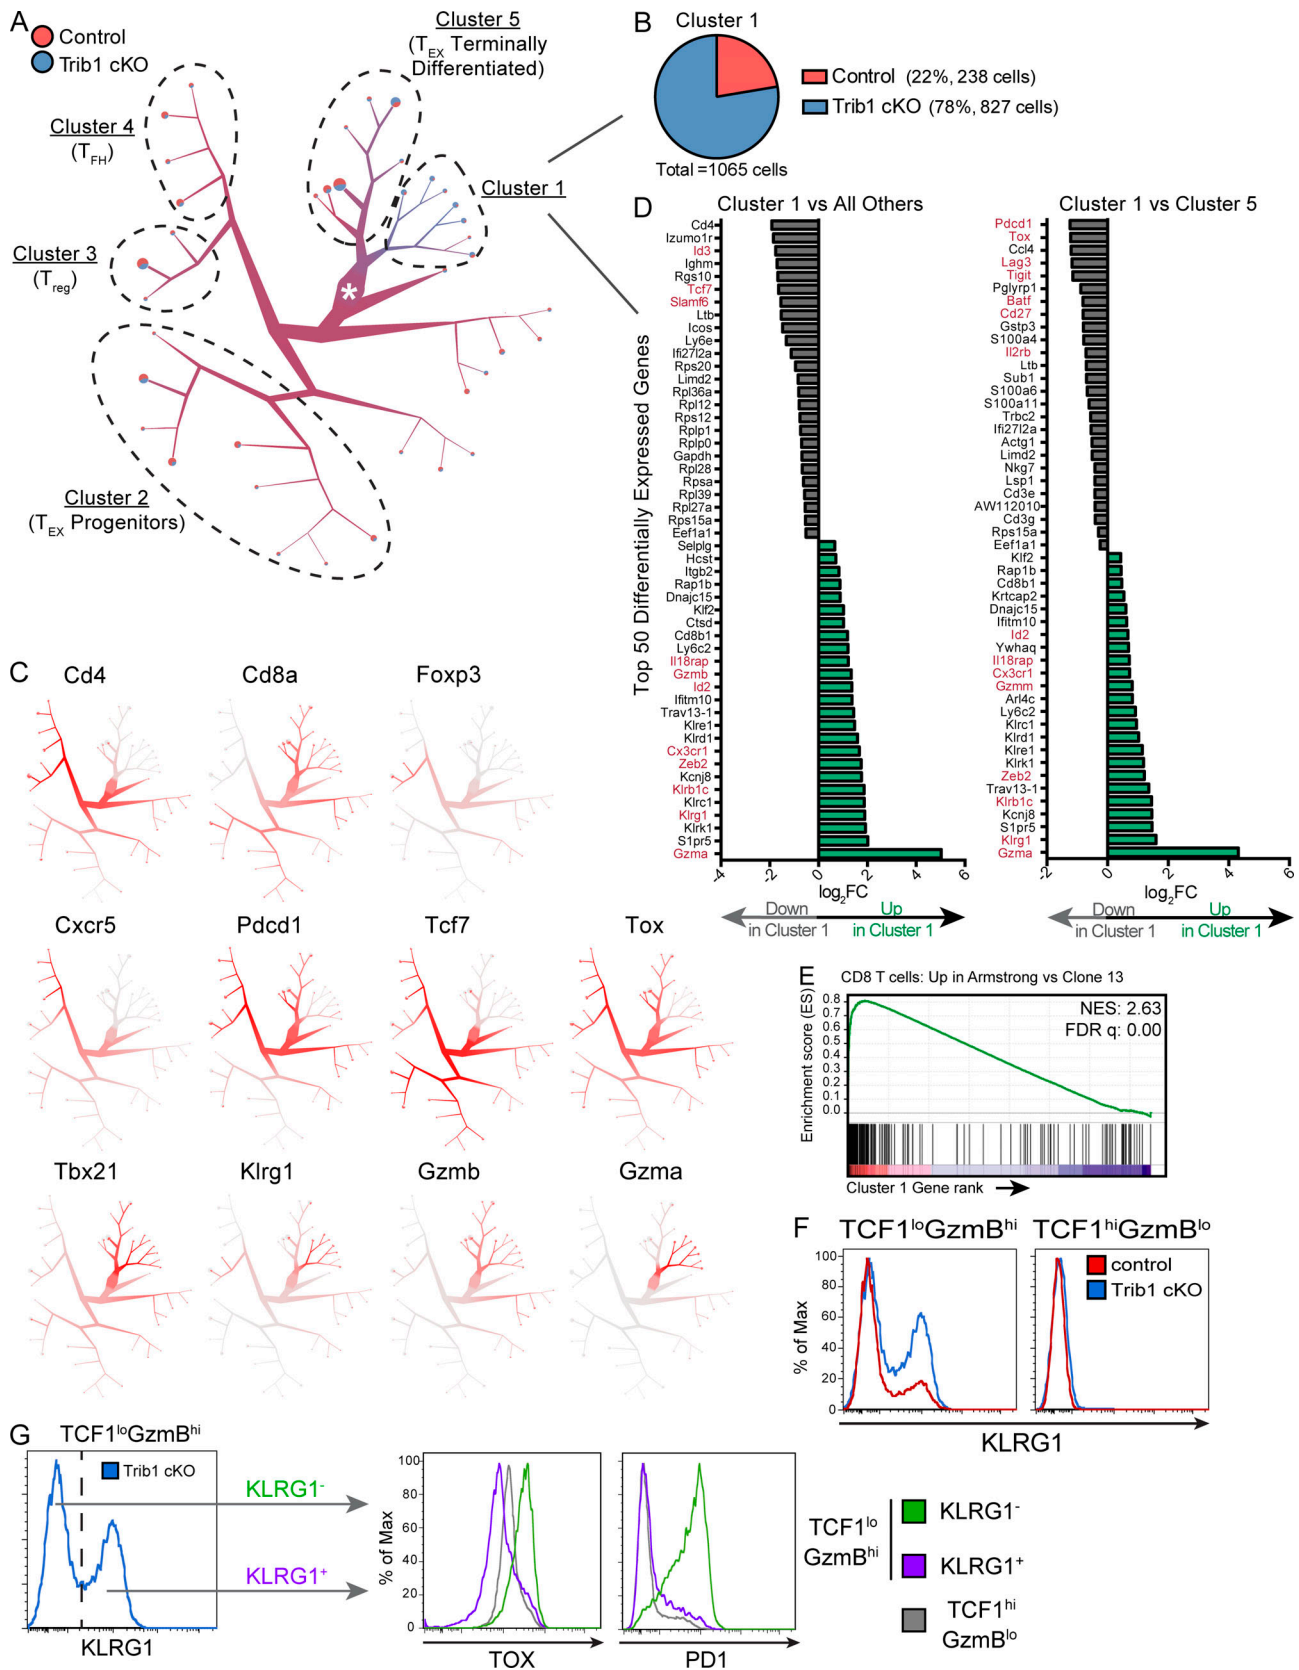 A
Control
Trib1 cKO
Cluster 5
(TEX Terminally
Differentiated)
Cluster 4
(TFH)
Cluster 1
Cluster 3
(Treg)
*
Cluster 2
(TEX Progenitors)
B
Cluster 1
Control (22%, 238 cells)
Trib1 cKO (78%, 827 cells)
Total =1065 cells
C
Cd4 Cd8a Foxp3
Cxcr5 Pdcd1 Tcf7 Tox
Tbx21 Klrg1 Gzmb Gzma
D
Top 50 Differentially Expressed Genes
Cluster 1 vs All Others
Cd4
Izumo1r
Id3
Ighm
Rgs10
Tcf7
Slamf6
Ltb
Icos
Ly6e
Ifi27l2a
Rps20
Limd2
Rpl36a
Rpl12
Rps12
Rplp1
Rplp0
Gapdh
Rpl28
Rpsa
Rpl39
Rpl27a
Rps15a
Eef1a1
Selplg
Hcst
Itgb2
Rap1b
Dnajc15
Klf2
Ctsd
Cd8b1
Ly6c2
Il18rap
Gzmb
Id2
Ifitm10
Trav13-1
Klre1
Klrd1
Cx3cr1
Zeb2
Kcnj8
Klrb1c
Klrc1
Klrg1
Klrk1
S1pr5
Gzma
-4 -2 0 2 4 6
log2FC
Down
in Cluster 1
Up
in Cluster 1
Cluster 1 vs Cluster 5
Pdcd1
Tox
Ccl4
Lag3
Tigit
Pglyrp1
Batf
Cd27
Gstp3
S100a4
Il2rb
Ltb
Sub1
S100a6
S100a11
Trbc2
Ifi27l2a
Actg1
Limd2
Nkg7
Lsp1
Cd3e
AW112010
Cd3g
Rps15a
Eef1a1
Klf2
Rap1b
Cd8b1
Krtcap2
Dnajc15
Ifitm10
Id2
Ywhaq
Il18rap
Cx3cr1
Gzmm
Arl4c
Ly6c2
Klrc1
Klrd1
Klre1
Klrk1
Zeb2
Trav13-1
Klrb1c
Kcnj8
S1pr5
Klrg1
Gzma
-2 0 2 4 6
log2FC
Down
in Cluster 1
Up
in Cluster 1
E
CD8 T cells: Up in Armstrong vs Clone 13
Enrichment score (ES)
0.8
0.7
0.6
0.5
0.4
0.3
0.2
0.1
0.0
NES: 2.63
FDR q: 0.00
Cluster 1 Gene rank
F
TCF1loGzmBhi TCF1hiGzmBlo
% of Max
100
80
60
40
20
0
control
Trib1 cKO
KLRG1
G
TCF1loGzmBhi
Trib1 cKO
KLRG1
KLRG1-
KLRG1+
% of Max
100
80
60
40
20
0
TOX
PD1
TCF1lo
GzmBhi
KLRG1-
KLRG1+
TCF1hi
GzmBlo